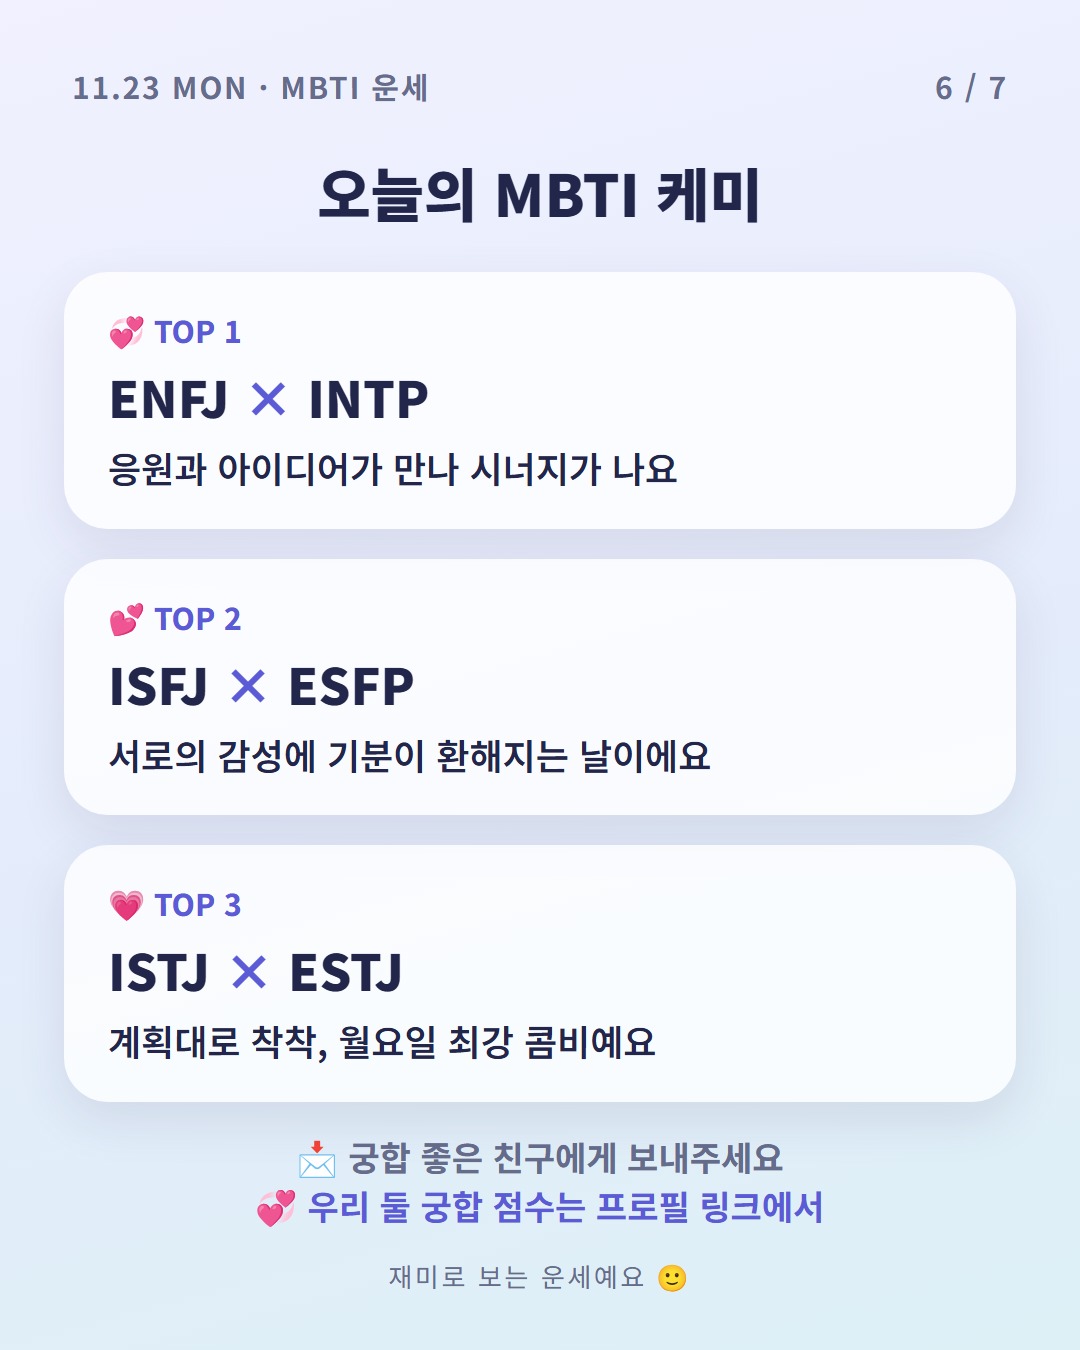 11.23 MON · MBTI 운세
6 / 7
오늘의 MBTI 케미
💞 TOP 1
ENFJ × INTP
응원과 아이디어가 만나 시너지가 나요
💕 TOP 2
ISFJ × ESFP
서로의 감성에 기분이 환해지는 날이에요
💗 TOP 3
ISTJ × ESTJ
계획대로 착착, 월요일 최강 콤비예요
📩 궁합 좋은 친구에게 보내주세요
💞 우리 둘 궁합 점수는 프로필 링크에서
재미로 보는 운세예요 🙂